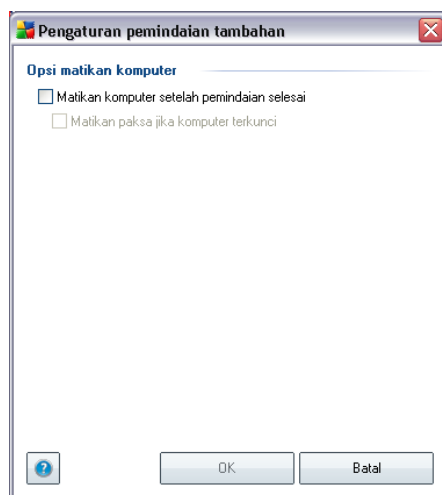 Pengaturan pemindaian tambahan
Opsi matikan komputer
Matikan komputer setelah pemindaian selesai
Matikan paksa jika komputer terkunci
?
OK
Batal